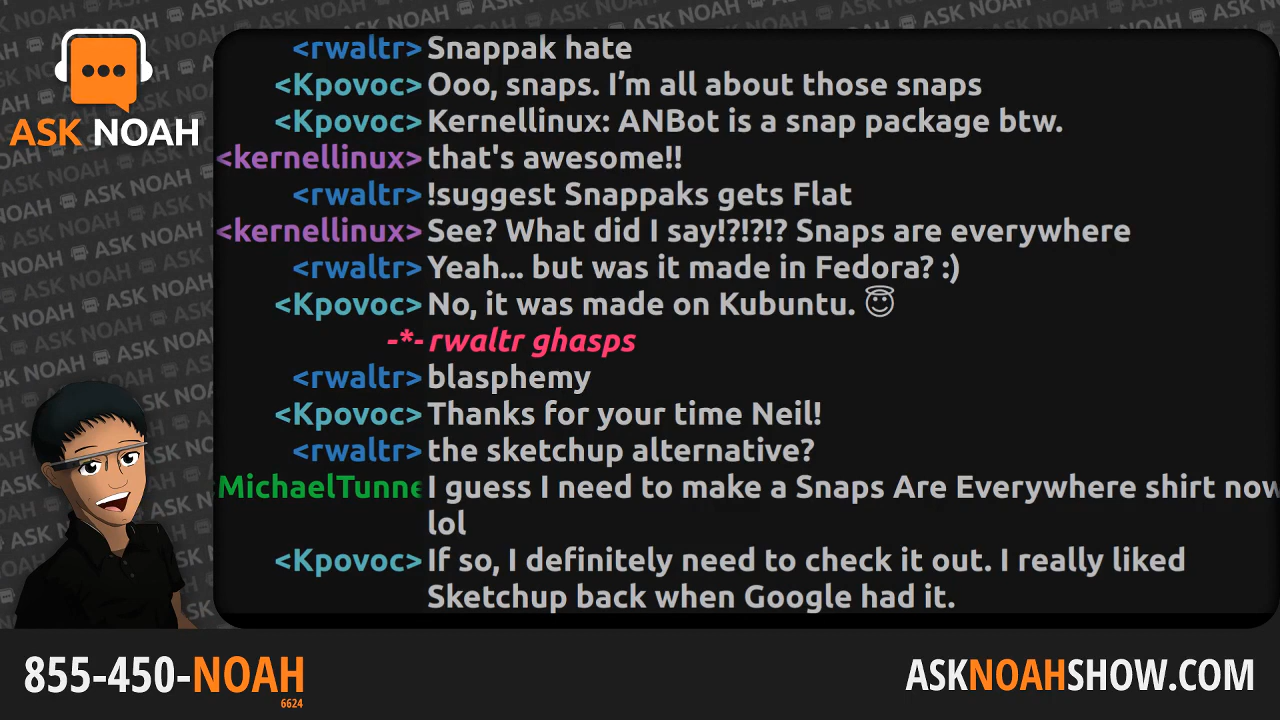 ASK NOAH
<rwaltr> Snappak hate
<Kpovoc> Ooo, snaps. I’m all about those snaps
<Kpovoc> Kernellinux: ANBot is a snap package btw.
<kernellinux> that's awesome!!
<rwaltr> !suggest Snappaks gets Flat
<kernellinux> See? What did I say!?!?!? Snaps are everywhere
<rwaltr> Yeah... but was it made in Fedora? :)
<Kpovoc> No, it was made on Kubuntu. 😇
-*- rwaltr ghasps
<rwaltr> blasphemy
<Kpovoc> Thanks for your time Neil!
<rwaltr> the sketchup alternative?
MichaelTunne I guess I need to make a Snaps Are Everywhere shirt now
lol
<Kpovoc> If so, I definitely need to check it out. I really liked
Sketchup back when Google had it.
855-450-NOAH
6624
ASKNOAHSHOW.COM